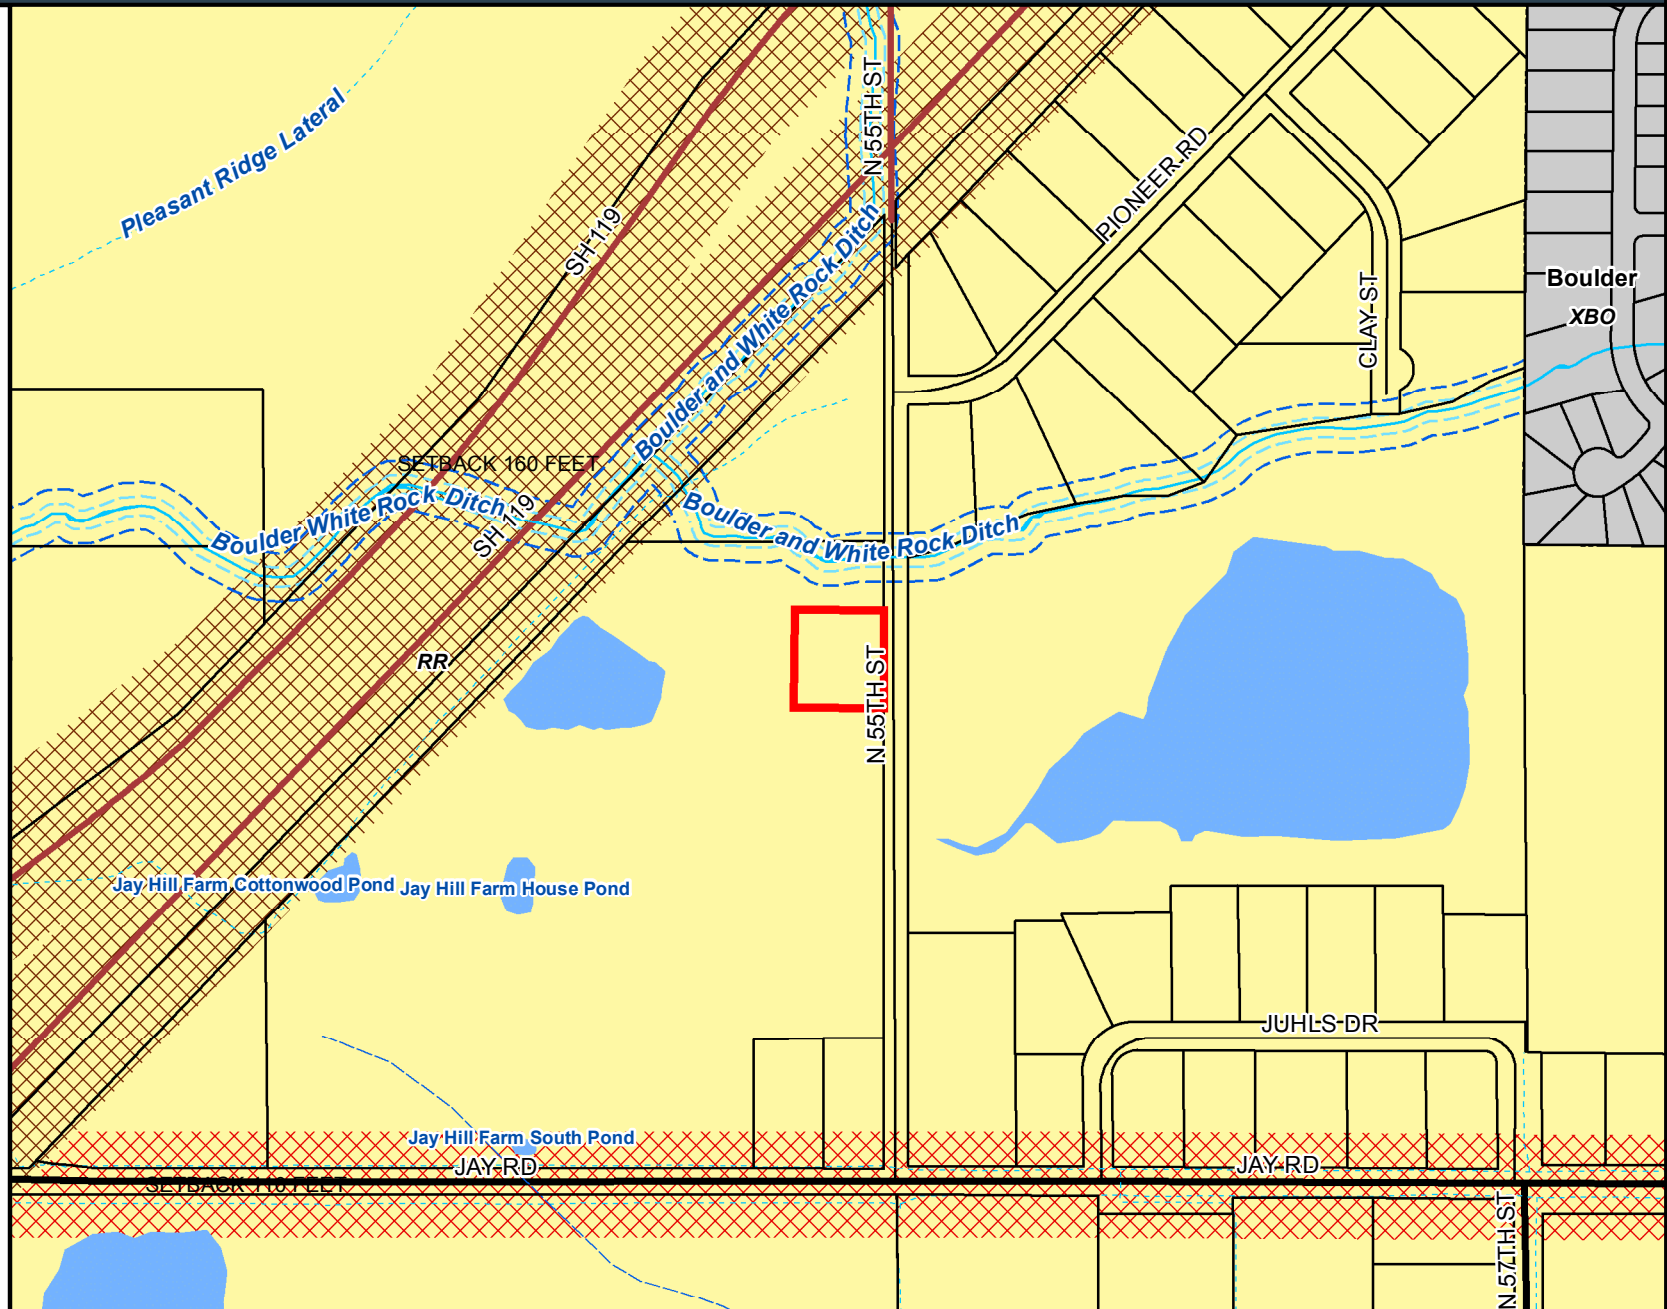 N 55TH ST
Pleasant Ridge Lateral
PIONEER RD
SH 119
Boulder and White Rock Ditch
Boulder
XBO
CLAY ST
SETBACK 160 FEET
Boulder White Rock Ditch
SH 119
Boulder and White Rock Ditch
RR
N 55TH ST
Jay Hill Farm Cottonwood Pond
Jay Hill Farm House Pond
JUHLS DR
Jay Hill Farm South Pond
JAY RD
JAY RD
SETBACK 110 FEET
N 57TH ST